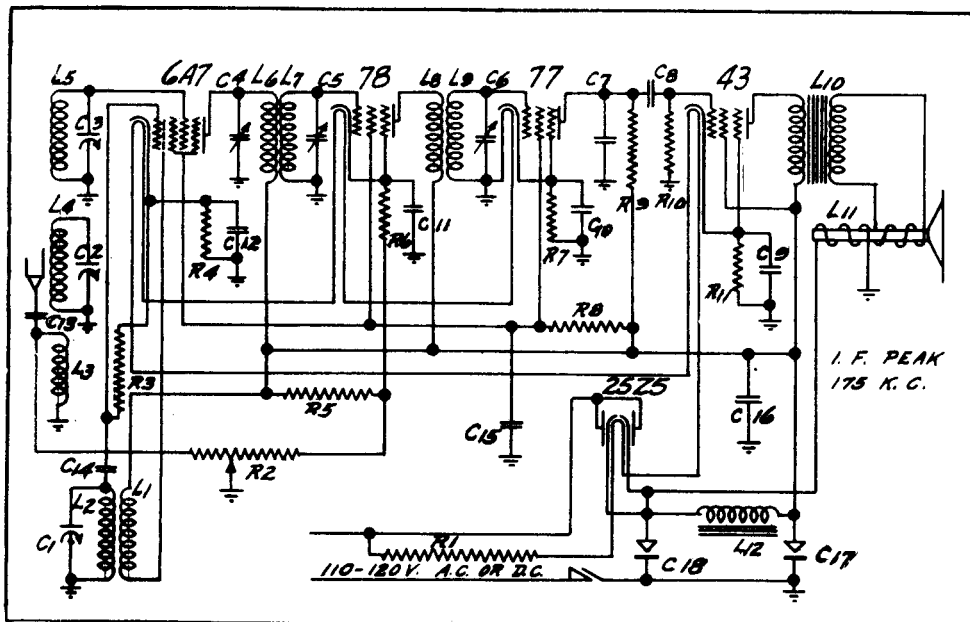 L5 6A7 C4 L6 L7 C5 78 L8 L9 C6 77 C7 C8 43 L10
C3
L4
C2 R4 C12 R6 C11 R7 C10 R9 R10 L11
C9
R11
C13
R8
L3 R3
I. F. PEAK
175 K. C.
25Z5
R5
C15 C16
C14 R2
L2 L1
C1 R1 L12
C18 C17
110-120 V. A.C. OR D.C.